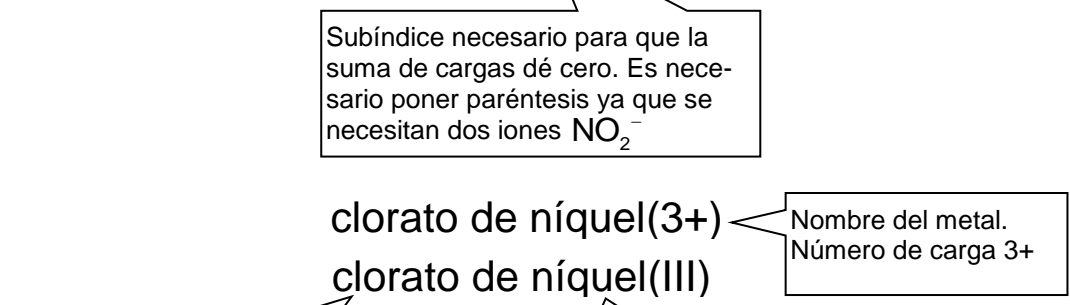 Subíndice necesario para que la
suma de cargas dé cero. Es nece-
sario poner paréntesis ya que se
necesitan dos iones NO₂⁻
clorato de níquel(3+)
Nombre del metal.
Número de carga 3+
clorato de níquel(III)